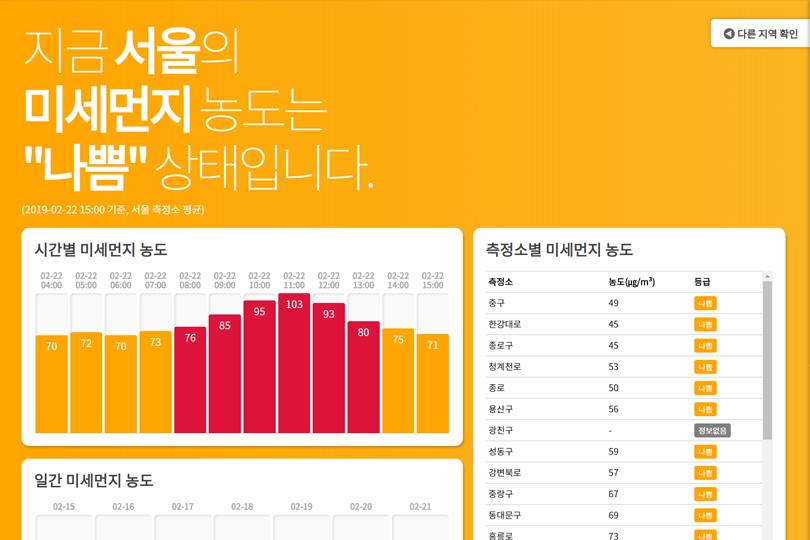 지금 서울의
미세먼지 농도는
"나쁨" 상태입니다.
(2019-02-22 15:00 기준, 서울 측정소 평균)
다른 지역 확인
시간별 미세먼지 농도
02-22 02-22 02-22 02-22 02-22 02-22 02-22 02-22 02-22 02-22 02-22 02-22
04:00 05:00 06:00 07:00 08:00 09:00 10:00 11:00 12:00 13:00 14:00 15:00
70 72 70 73 76 85 95 103 93 80 75 71
일간 미세먼지 농도
02-15 02-16 02-17 02-18 02-19 02-20 02-21
측정소별 미세먼지 농도
측정소 농도(μg/m³) 등급
중구 49 나쁨
한강대로 45 나쁨
종로구 45 나쁨
청계천로 53 나쁨
종로 50 나쁨
용산구 56 나쁨
광진구 - 정보없음
성동구 59 나쁨
강변북로 57 나쁨
중랑구 67 나쁨
동대문구 69 나쁨
홍릉로 73 나쁨